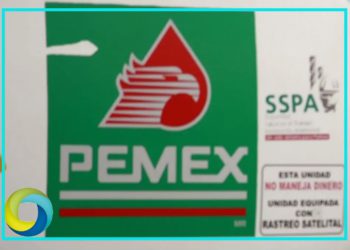 PEMEX
SSPA
ESTA UNIDAD
NO MANEJA DINERO
UNIDAD EQUIPADA
CON
RASTREO SATELITAL